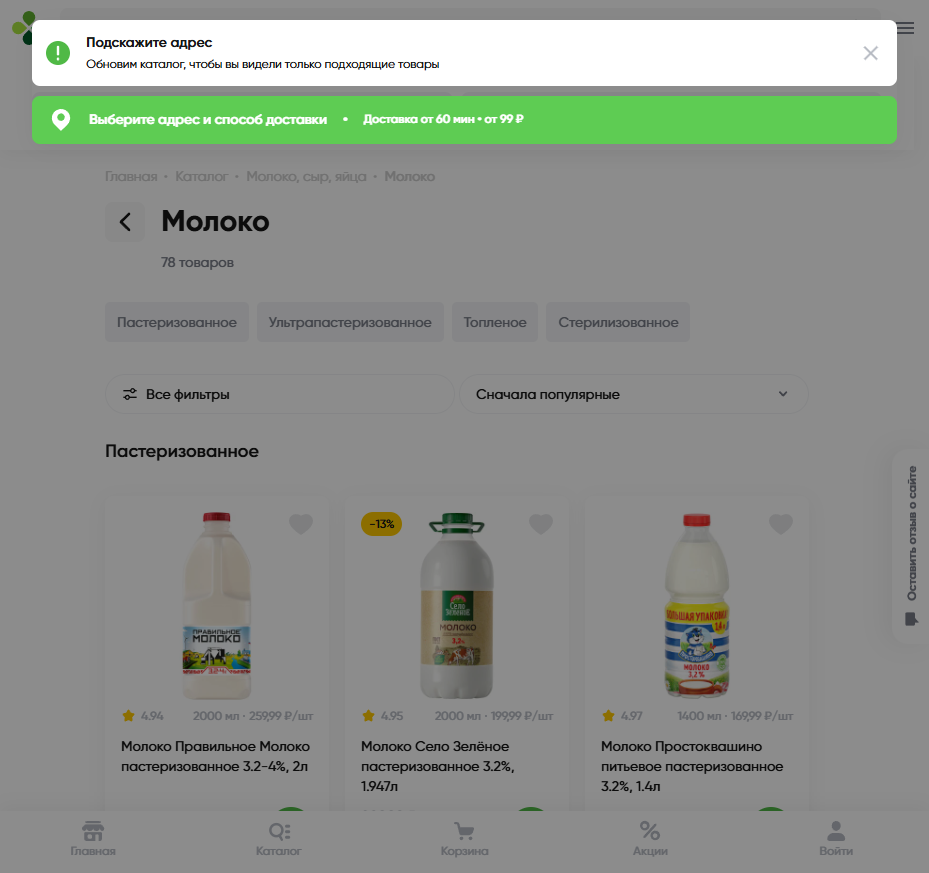 Подскажите адрес
Обновим каталог, чтобы вы видели только подходящие товары
Выберите адрес и способ доставки • Доставка от 60 мин • от 99 ₽
Главная • Каталог • Молоко, сыр, яйца • Молоко
Молоко
78 товаров
Пастеризованное Ультрапастеризованное Топленое Стерилизованное
Все фильтры Сначала популярные
Пастеризованное
-13%
ПРАВИЛЬНОЕ
МОЛОКО
Село
Зелёное
МОЛОКО
3,2%
БОЛЬШАЯ УПАКОВКА
1,4л
МОЛОКО
3,2%
4.94 2000 мл · 259,99 ₽/шт
4.95 2000 мл · 199,99 ₽/шт
4.97 1400 мл · 169,99 ₽/шт
Молоко Правильное Молоко
пастеризованное 3.2-4%, 2л
Молоко Село Зелёное
пастеризованное 3.2%,
1.947л
Молоко Простоквашино
питьевое пастеризованное
3.2%, 1.4л
Оставить отзыв о сайте
Главная Каталог Корзина Акции Войти